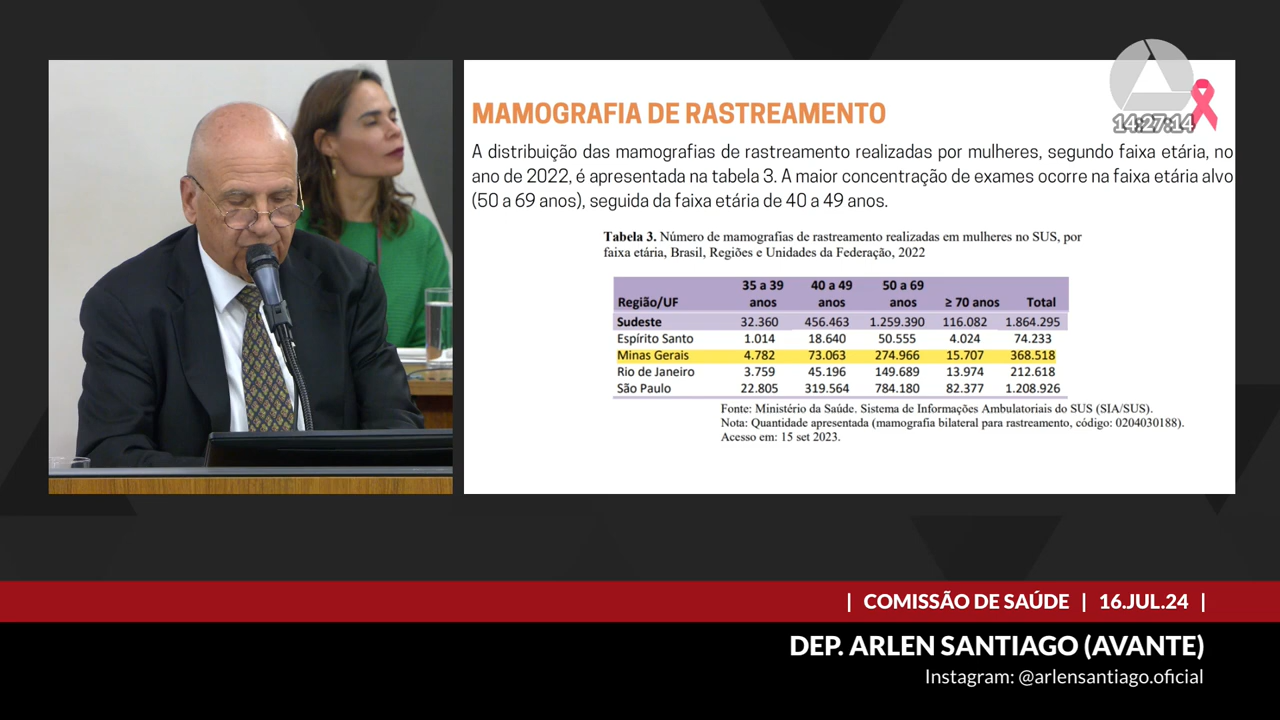 14:27:14
MAMOGRAFIA DE RASTREAMENTO
A distribuição das mamografias de rastreamento realizadas por mulheres, segundo faixa etária, no
ano de 2022, é apresentada na tabela 3. A maior concentração de exames ocorre na faixa etária alvo
(50 a 69 anos), seguida da faixa etária de 40 a 49 anos.
Tabela 3. Número de mamografias de rastreamento realizadas em mulheres no SUS, por
faixa etária, Brasil, Regiões e Unidades da Federação, 2022
35 a 39 40 a 49 50 a 69
Região/UF anos anos anos ≥ 70 anos Total
Sudeste 32.360 456.463 1.259.390 116.082 1.864.295
Espírito Santo 1.014 18.640 50.555 4.024 74.233
Minas Gerais 4.782 73.063 274.966 15.707 368.518
Rio de Janeiro 3.759 45.196 149.689 13.974 212.618
São Paulo 22.805 319.564 784.180 82.377 1.208.926
Fonte: Ministério da Saúde. Sistema de Informações Ambulatoriais do SUS (SIA/SUS).
Nota: Quantidade apresentada (mamografia bilateral para rastreamento, código: 0204030188).
Acesso em: 15 set 2023.
| COMISSÃO DE SAÚDE | 16.JUL.24 |
DEP. ARLEN SANTIAGO (AVANTE)
Instagram: @arlensantiago.oficial